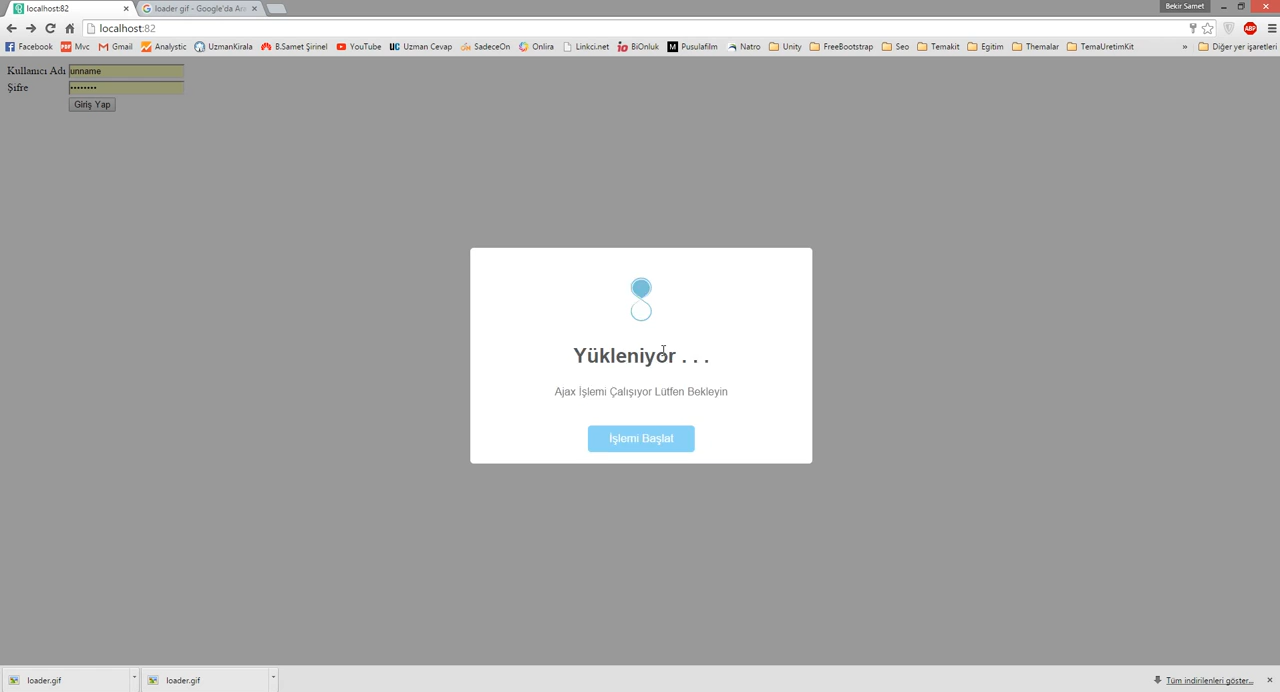 Bekir Samet
localhost:82
loader gif - Google'da Ar
localhost:82
ABP
Facebook Mvc Gmail Analystic UzmanKirala B.Samet Şirinel YouTube UC Uzman Cevap SadeceOn Onlira Linkci.net io BiOnluk M Pusulafilm Natro Unity FreeBootstrap Seo Temakit Egitim Themalar TemaUretimKit » Diğer yer işaretleri
Kullanıcı Adı unname
Şifre ••••••••
Giriş Yap
Yükleniyor . . .
Ajax İşlemi Çalışıyor Lütfen Bekleyin
İşlemi Başlat
loader.gif loader.gif Tüm indirilenleri göster...